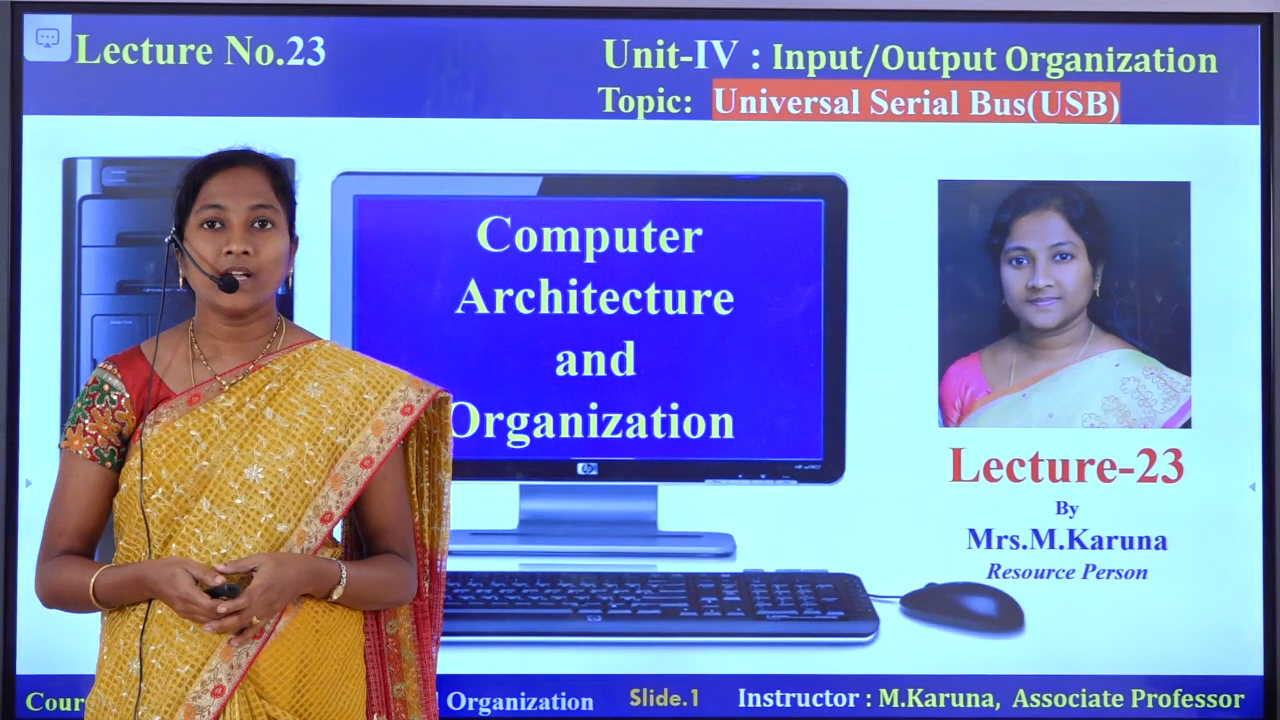 Lecture No.23
Unit-IV : Input/Output Organization
Topic: Universal Serial Bus(USB)
Computer
Architecture
and
Organization
hp
Lecture-23
By
Mrs.M.Karuna
Resource Person
Organization
Slide.1
Instructor : M.Karuna, Associate Professor